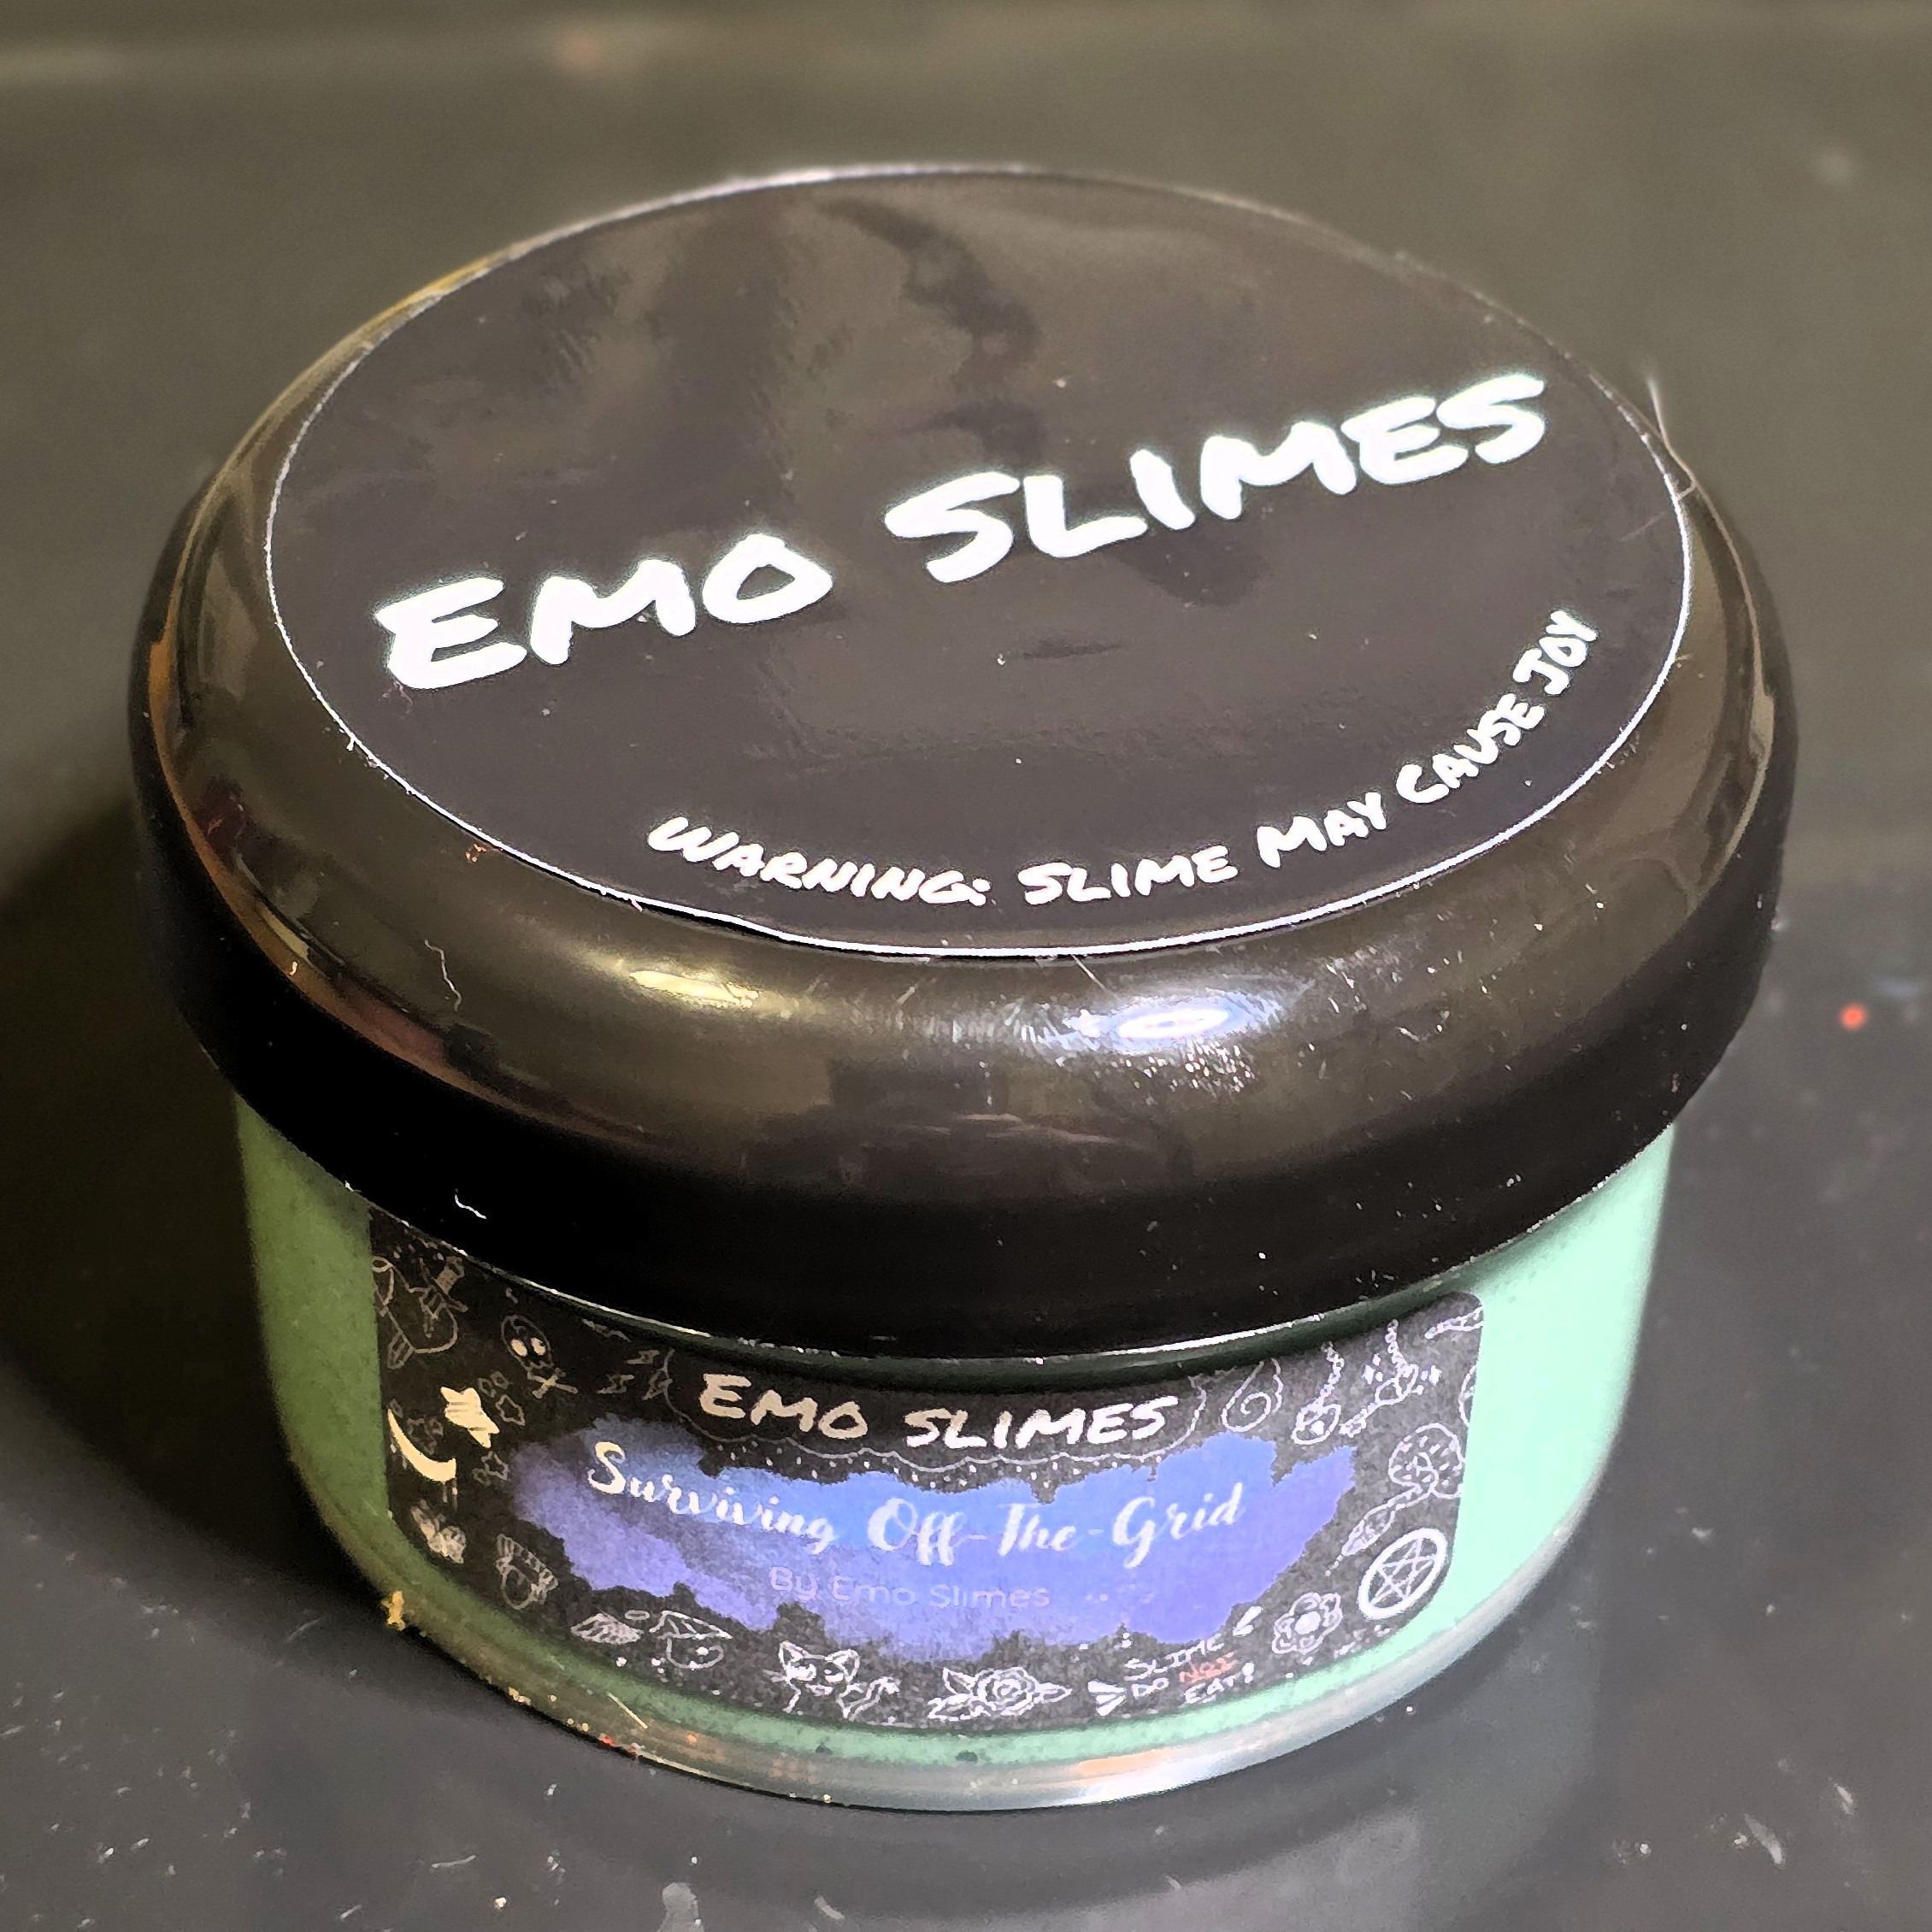 EMO SLIMES
WARNING: SLIME MAY CAUSE JOY
EMO SLIMES
Surviving Off-The-Grid
By Emo Slimes
SLIME
DO NOT
EAT!